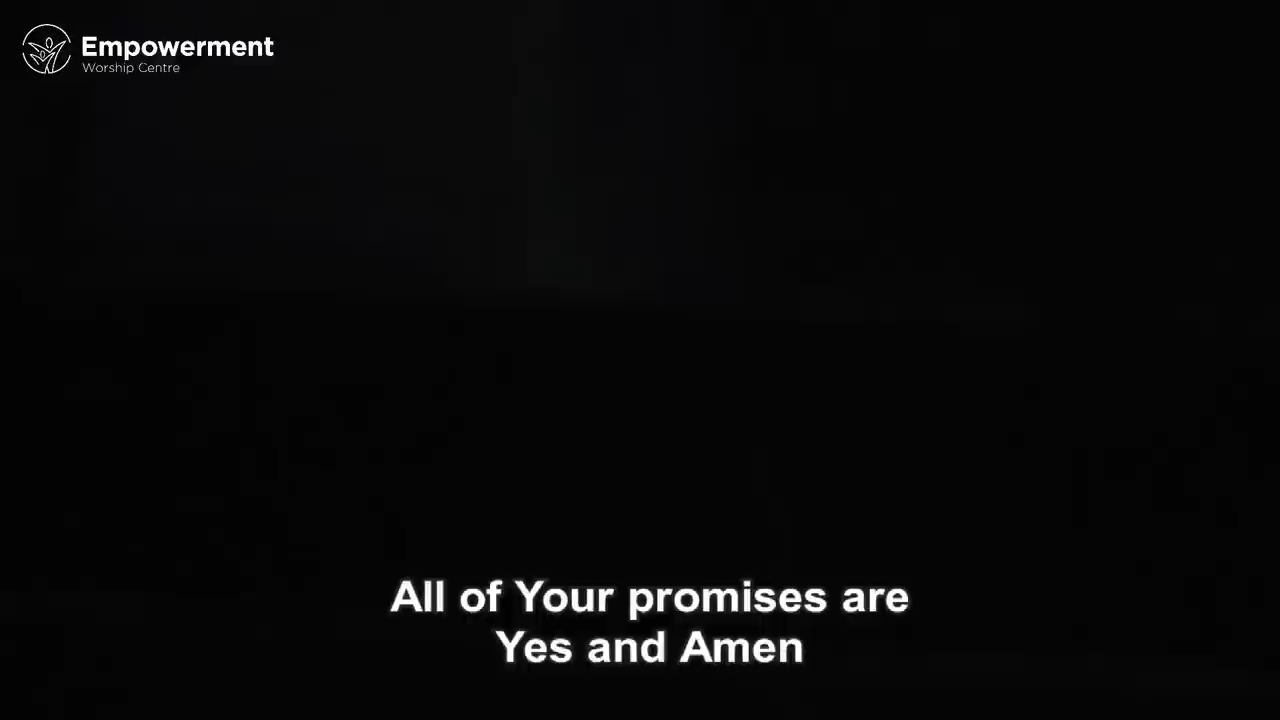 Empowerment
Worship Centre
All of Your promises are
Yes and Amen